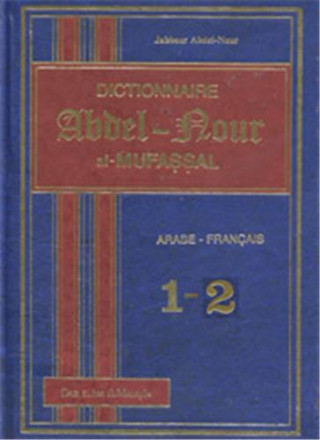 Jabbour Abdel-Nour
DICTIONNAIRE
Abdel-Nour
al-MUFAṢṢAL
ARABE - FRANÇAIS
1-2